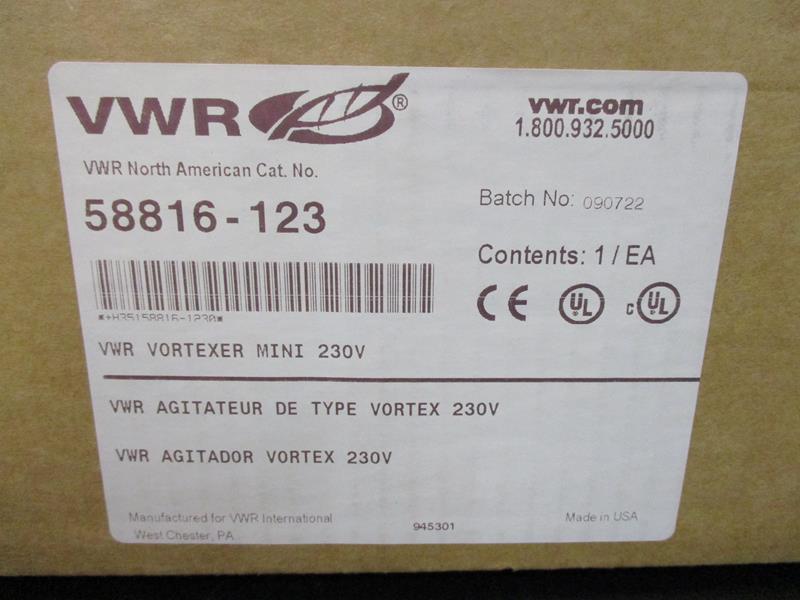 VWR ®
vwr.com
1.800.932.5000
VWR North American Cat. No.
58816-123
Batch No: 090722
Contents: 1 / EA
*+H35158816-1230*
CE UL c UL
VWR VORTEXER MINI 230V
VWR AGITATEUR DE TYPE VORTEX 230V
VWR AGITADOR VORTEX 230V
Manufactured for VWR International
West Chester, PA
945301
Made in USA